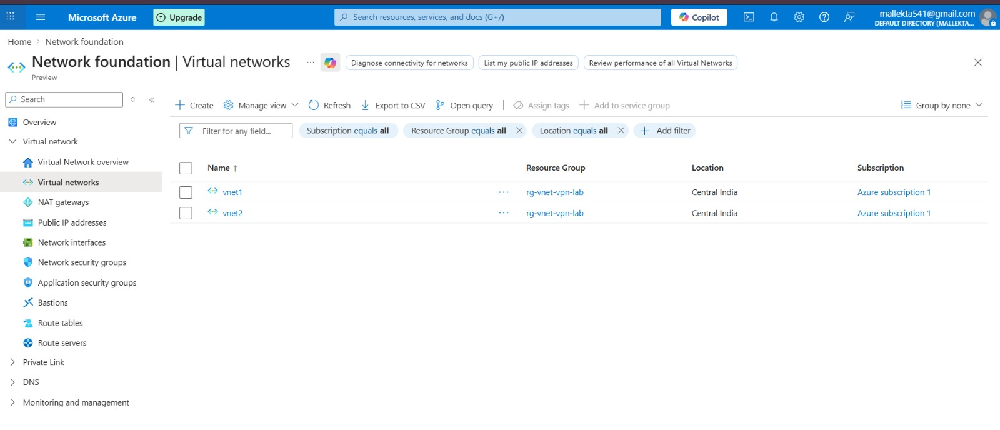 Microsoft Azure
Upgrade
Search resources, services, and docs (G+/)
Copilot
mallekta541@gmail.com
DEFAULT DIRECTORY (MALLEKTA...
Home > Network foundation
Network foundation | Virtual networks
...
Diagnose connectivity for networks
List my public IP addresses
Review performance of all Virtual Networks
Preview
Search
Create
Manage view
Refresh
Export to CSV
Open query
Assign tags
Add to service group
Group by none
Overview
Virtual network
Virtual Network overview
Virtual networks
NAT gateways
Public IP addresses
Network interfaces
Network security groups
Application security groups
Bastions
Route tables
Route servers
Private Link
DNS
Monitoring and management
Filter for any field...
Subscription equals all
Resource Group equals all
Location equals all
Add filter
Name ↑ Resource Group Location Subscription
vnet1 ... rg-vnet-vpn-lab Central India Azure subscription 1
vnet2 ... rg-vnet-vpn-lab Central India Azure subscription 1